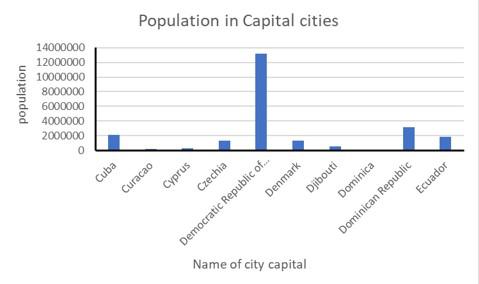 Population in Capital cities
population
14000000
12000000
10000000
8000000
6000000
4000000
2000000
0
Cuba
Curacao
Cyprus
Czechia
Democratic Republic of...
Denmark
Djibouti
Dominica
Dominican Republic
Ecuador
Name of city capital